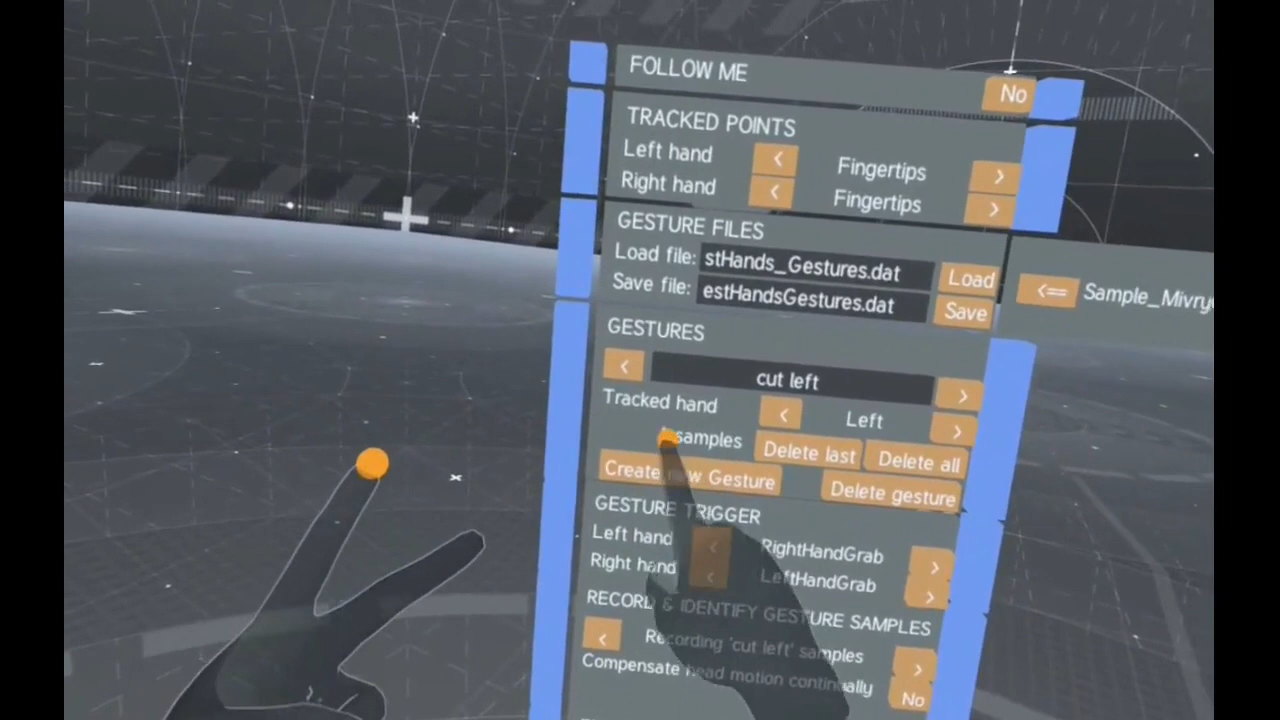 FOLLOW ME
No
TRACKED POINTS
Left hand < Fingertips >
Right hand < Fingertips >
GESTURE FILES
Load file: stHands_Gestures.dat Load
Save file: estHandsGestures.dat Save
<== Sample_Mivry
GESTURES
< cut left >
Tracked hand < Left >
samples Delete last Delete all
Create new Gesture Delete gesture
GESTURE TRIGGER
Left hand < RightHandGrab >
Right hand < LeftHandGrab >
RECORD & IDENTIFY GESTURE SAMPLES
< Recording 'cut left' samples >
Compensate head motion continually No